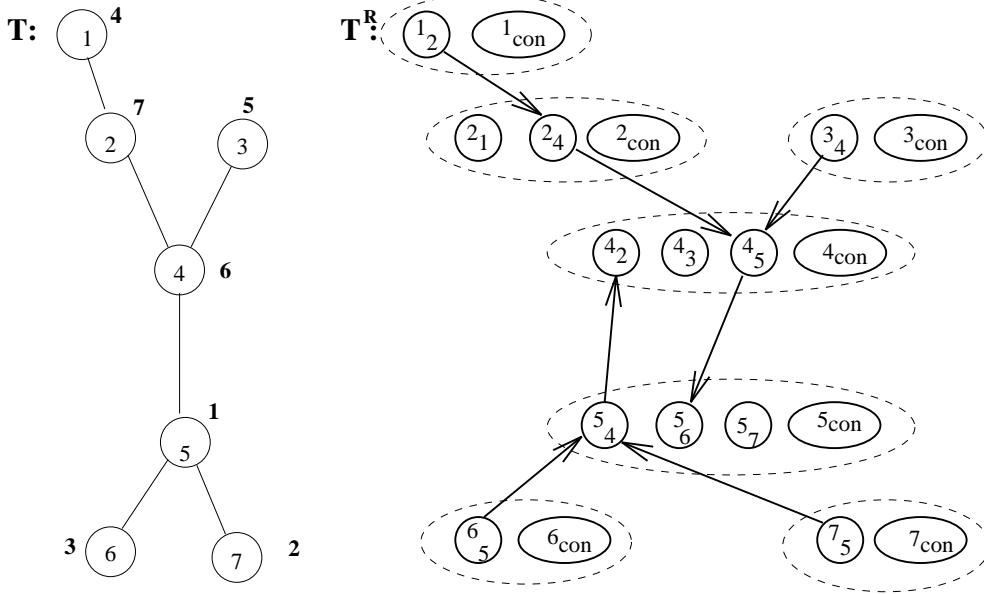 T: 4 T^R:
1 1_2 1_con
7 5
2 3 2_1 2_4 2_con 3_4 3_con
4 6 4_2 4_3 4_5 4_con
1
5 5_4 5_6 5_7 5_con
3 6 7 2 6_5 6_con 7_5 7_con